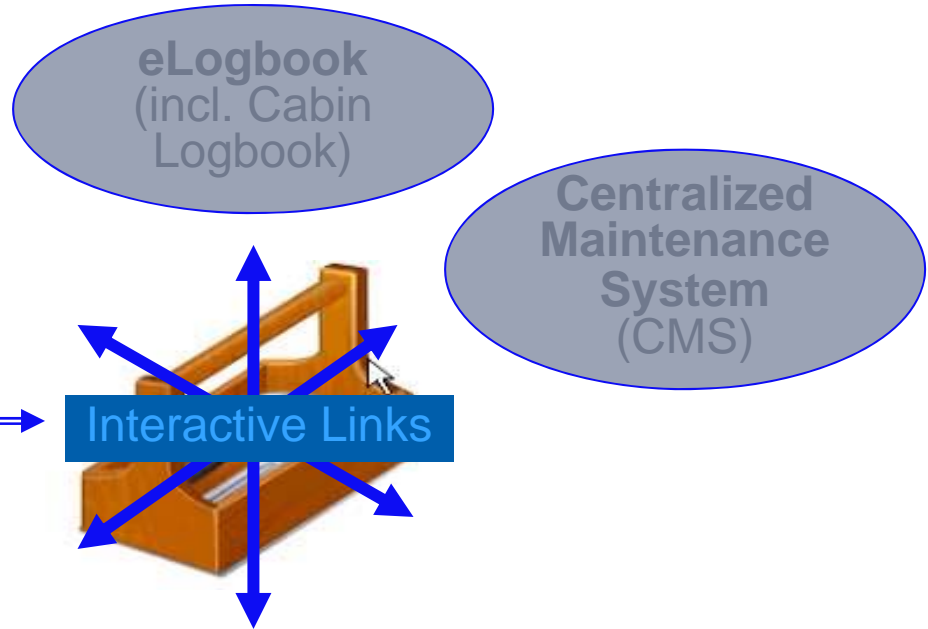 eLogbook
(incl. Cabin
Logbook)
Centralized
Maintenance
System
(CMS)
Interactive Links